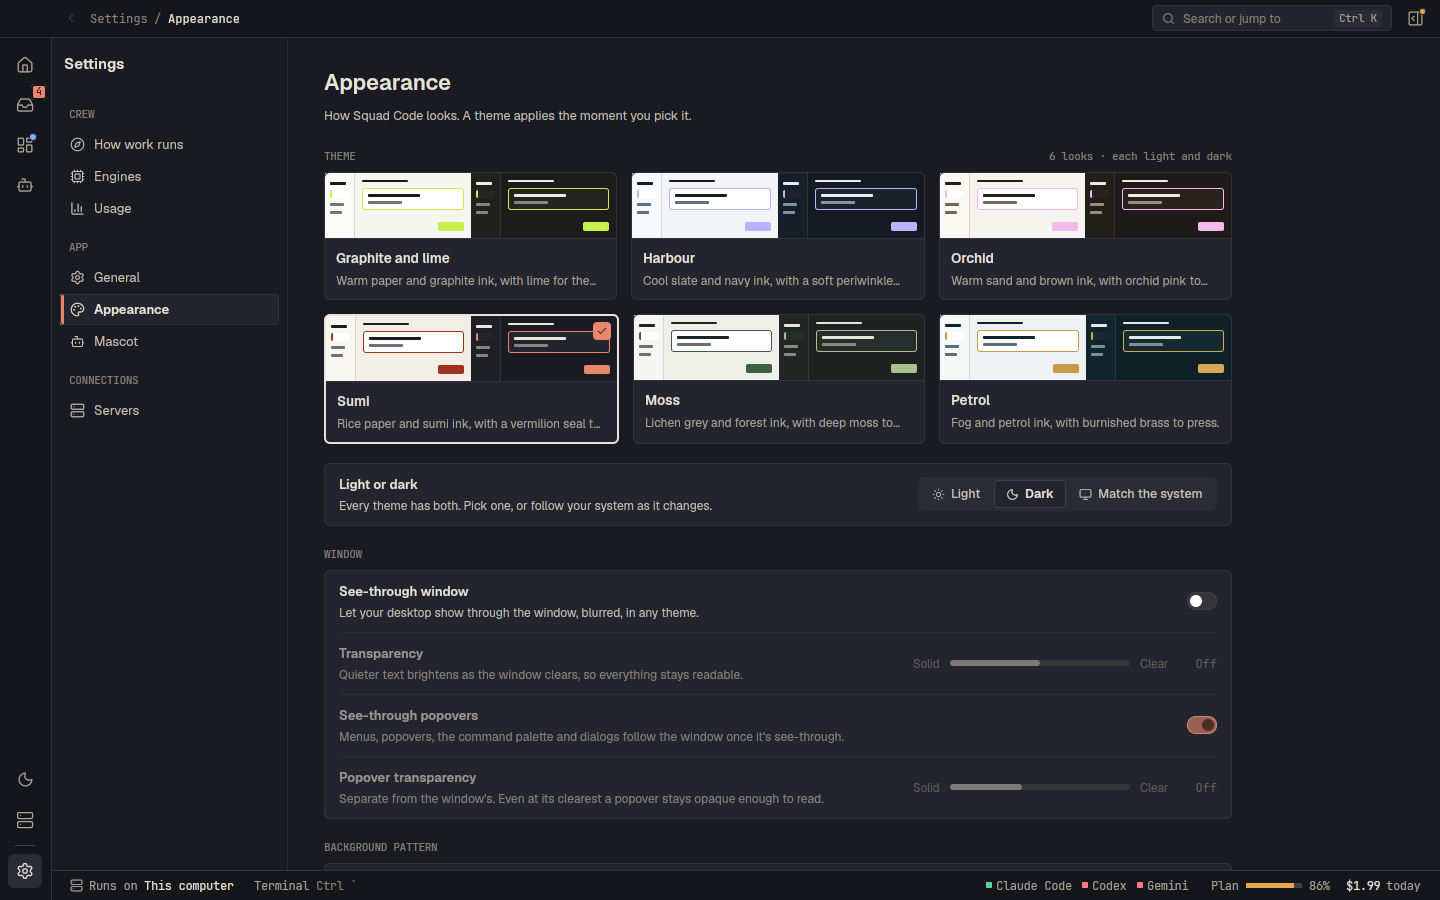 Settings / Appearance
Search or jump to
Ctrl K
Settings
4
CREW
How work runs
Engines
Usage
APP
General
Appearance
Mascot
CONNECTIONS
Servers
Appearance
How Squad Code looks. A theme applies the moment you pick it.
THEME
6 looks · each light and dark
Graphite and lime
Warm paper and graphite ink, with lime for the…
Harbour
Cool slate and navy ink, with a soft periwinkle…
Orchid
Warm sand and brown ink, with orchid pink to…
Sumi
Rice paper and sumi ink, with a vermilion seal t…
Moss
Lichen grey and forest ink, with deep moss to…
Petrol
Fog and petrol ink, with burnished brass to press.
Light or dark
Every theme has both. Pick one, or follow your system as it changes.
Light
Dark
Match the system
WINDOW
See-through window
Let your desktop show through the window, blurred, in any theme.
Transparency
Quieter text brightens as the window clears, so everything stays readable.
Solid
Clear
Off
See-through popovers
Menus, popovers, the command palette and dialogs follow the window once it's see-through.
Popover transparency
Separate from the window's. Even at its clearest a popover stays opaque enough to read.
Solid
Clear
Off
BACKGROUND PATTERN
Runs on This computer
Terminal Ctrl `
Claude Code
Codex
Gemini
Plan
86%
$1.99 today